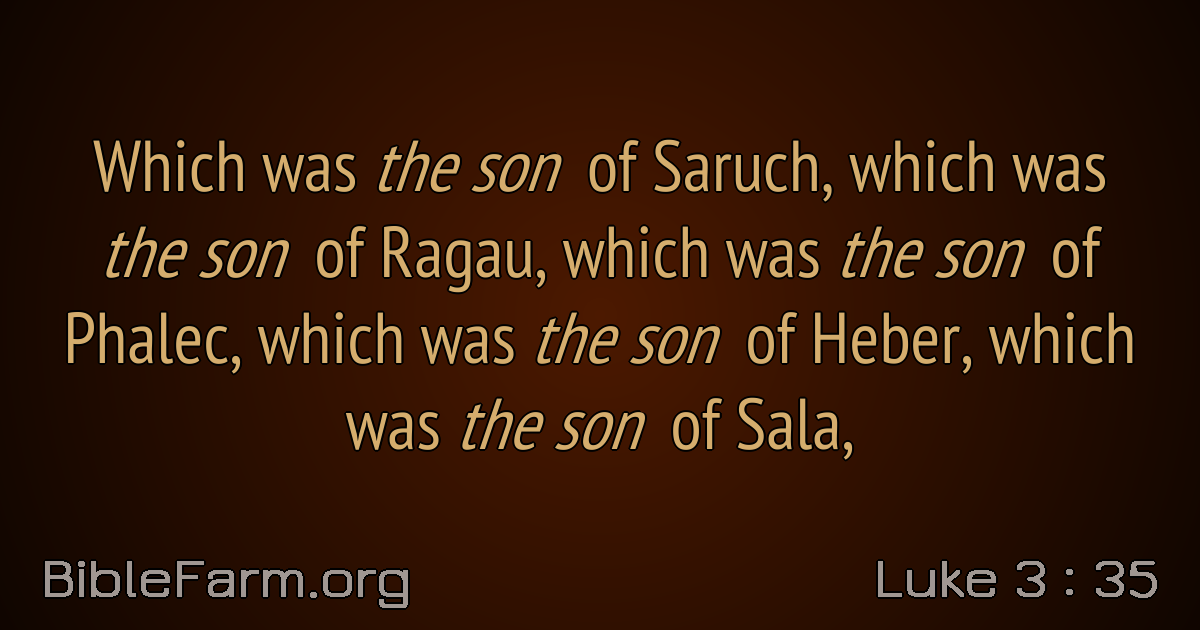 Which was the son of Saruch, which was
the son of Ragau, which was the son of
Phalec, which was the son of Heber, which
was the son of Sala,
BibleFarm.org
Luke 3 : 35